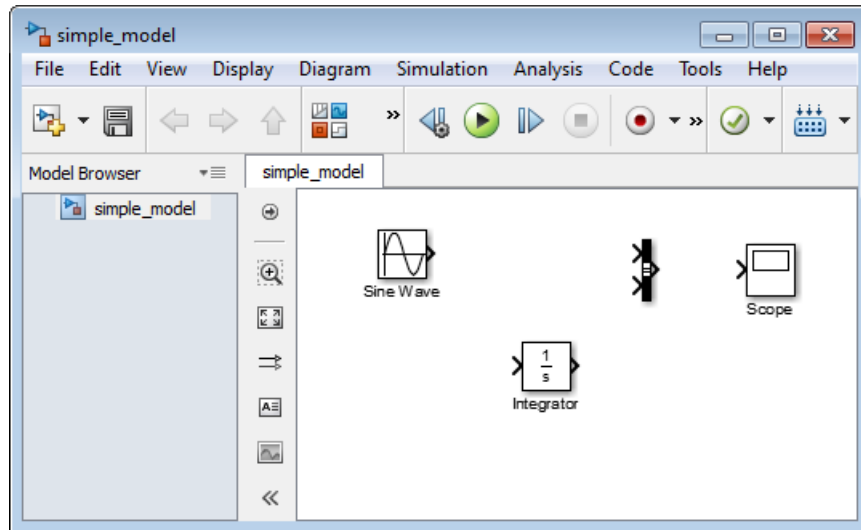 simple_model
File Edit View Display Diagram Simulation Analysis Code Tools Help
Model Browser
simple_model
simple_model
Sine Wave
Scope
1
s
Integrator